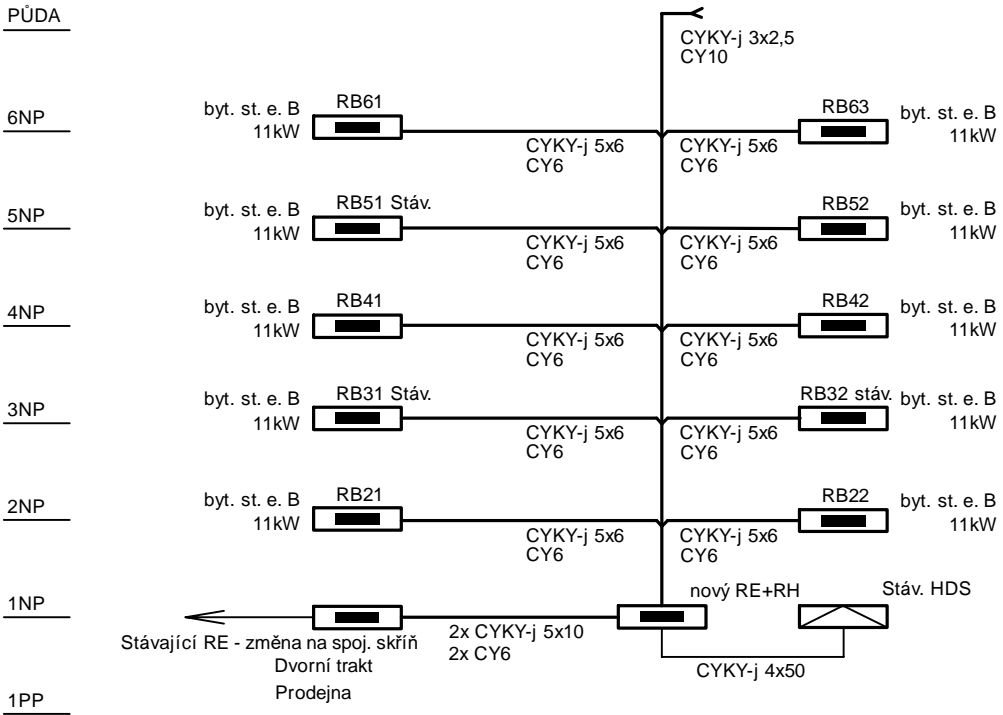 PŮDA
CYKY-j 3x2,5
CY10
6NP
byt. st. e. B
11kW
RB61
CYKY-j 5x6
CY6
CYKY-j 5x6
CY6
RB63
byt. st. e. B
11kW
5NP
byt. st. e. B
11kW
RB51 Stáv.
CYKY-j 5x6
CY6
CYKY-j 5x6
CY6
RB52
byt. st. e. B
11kW
4NP
byt. st. e. B
11kW
RB41
CYKY-j 5x6
CY6
CYKY-j 5x6
CY6
RB42
byt. st. e. B
11kW
3NP
byt. st. e. B
11kW
RB31 Stáv.
CYKY-j 5x6
CY6
CYKY-j 5x6
CY6
RB32 stáv.
byt. st. e. B
11kW
2NP
byt. st. e. B
11kW
RB21
CYKY-j 5x6
CY6
CYKY-j 5x6
CY6
RB22
byt. st. e. B
11kW
1NP
nový RE+RH
Stáv. HDS
Stávající RE - změna na spoj. skříň
Dvorní trakt
Prodejna
2x CYKY-j 5x10
2x CY6
CYKY-j 4x50
1PP